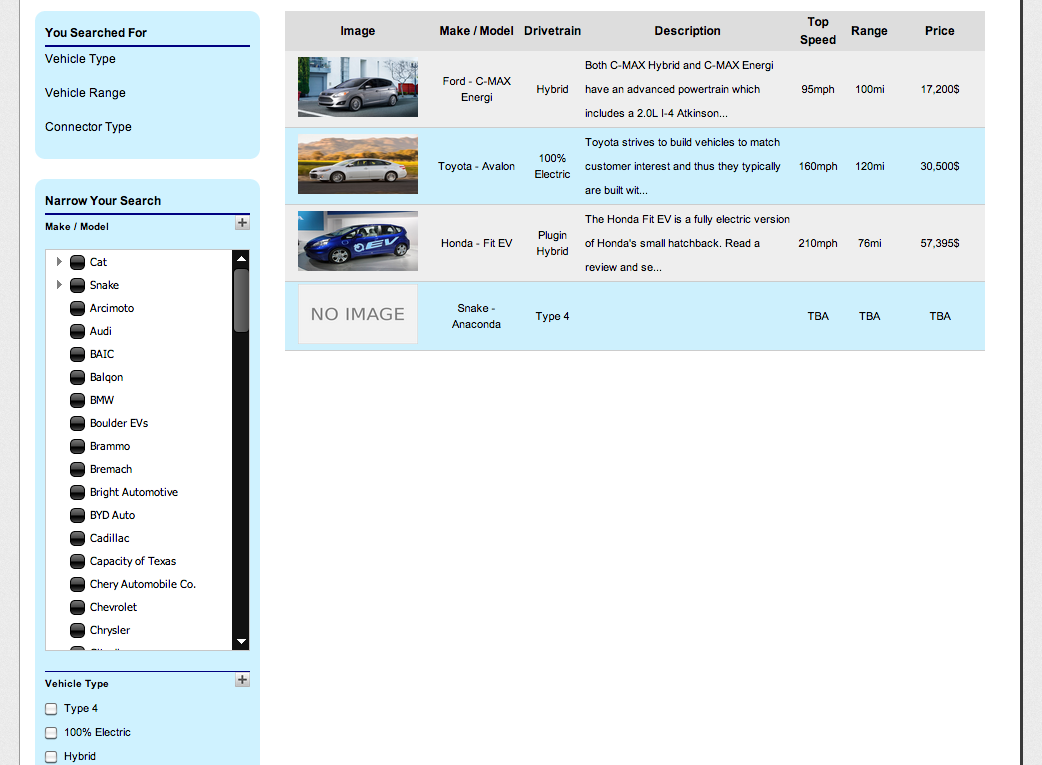 You Searched For
Vehicle Type
Vehicle Range
Connector Type
Narrow Your Search
Make / Model
Cat
Snake
Arcimoto
Audi
BAIC
Balqon
BMW
Boulder EVs
Brammo
Bremach
Bright Automotive
BYD Auto
Cadillac
Capacity of Texas
Chery Automobile Co.
Chevrolet
Chrysler
Vehicle Type
Type 4
100% Electric
Hybrid
Image Make / Model Drivetrain Description Top Speed Range Price
Ford - C-MAX
Energi
Hybrid
Both C-MAX Hybrid and C-MAX Energi
have an advanced powertrain which
includes a 2.0L I-4 Atkinson...
95mph 100mi 17,200$
Toyota - Avalon
100%
Electric
Toyota strives to build vehicles to match
customer interest and thus they typically
are built wit...
160mph 120mi 30,500$
EV
Honda - Fit EV
Plugin
Hybrid
The Honda Fit EV is a fully electric version
of Honda's small hatchback. Read a
review and se...
210mph 76mi 57,395$
NO IMAGE
Snake -
Anaconda
Type 4
TBA TBA TBA